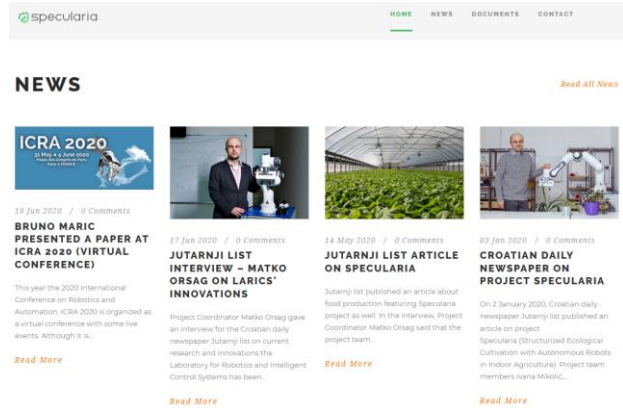 specularia
HOME NEWS DOCUMENTS CONTACT
NEWS
Read All News
ICRA 2020
31 May • 4 June 2020
Palais des Congrès de Paris
Paris • FRANCE
19 Jun 2020 / 0 Comments
BRUNO MARIC
PRESENTED A PAPER AT
ICRA 2020 (VIRTUAL
CONFERENCE)
This year the 2020 International
Conference on Robotics and
Automation, ICRA 2020 is organized as
a virtual conference with some live
events. Although it is...
Read More
17 Jun 2020 / 0 Comments
JUTARNJI LIST
INTERVIEW – MATKO
ORSAG ON LARICS'
INNOVATIONS
Project Coordinator Matko Orsag gave
an interview for the Croatian daily
newspaper Jutarnji list on current
research and innovations the
Laboratory for Robotics and Intelligent
Control Systems has been...
Read More
14 May 2020 / 0 Comments
JUTARNJI LIST ARTICLE
ON SPECULARIA
Jutarnji list published an article about
food production featuring Specularia
project as well. In the interview, Project
Coordinator Matko Orsag said that the
project team...
Read More
03 Jan 2020 / 0 Comments
CROATIAN DAILY
NEWSPAPER ON
PROJECT SPECULARIA
On 2 January 2020, Croatian daily
newspaper Jutarnji list published an
article on project
Specularia (Structurized Ecological
Cultivation with Autonomous Robots
in Indoor Agriculture). Project team
members Ivana Mikolić,...
Read More